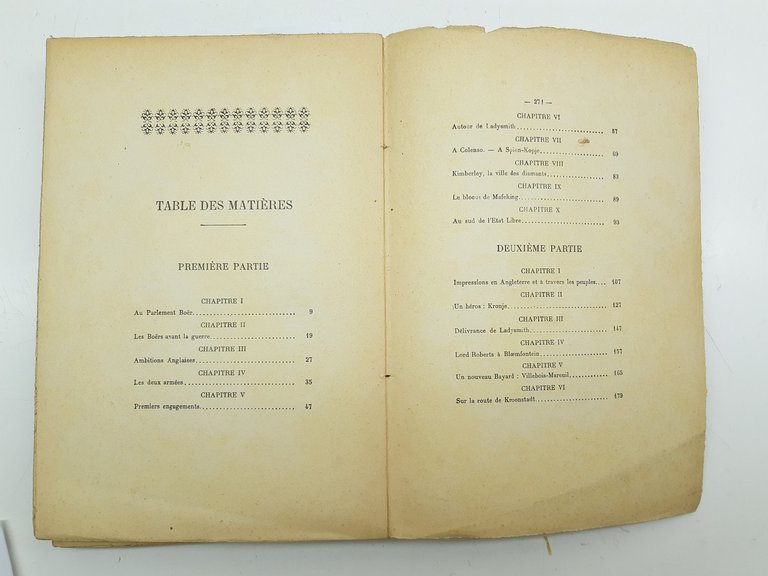 TABLE DES MATIÈRES
PREMIÈRE PARTIE
CHAPITRE I
Au Parlement Boër........................ 9
CHAPITRE II
Les Boërs avant la guerre................ 19
CHAPITRE III
Ambitions Anglaises...................... 27
CHAPITRE IV
Les deux armées.......................... 35
CHAPITRE V
Premiers engagements..................... 47
— 271 —
CHAPITRE VI
Autour de Ladysmith...................... 57
CHAPITRE VII
A Colenso. — A Spion-Kopje............... 69
CHAPITRE VIII
Kimberley, la ville des diamants......... 83
CHAPITRE IX
Le blocus de Mafeking.................... 89
CHAPITRE X
Au sud de l'Etat Libre................... 95
DEUXIÈME PARTIE
CHAPITRE I
Impressions en Angleterre et à travers les peuples.... 107
CHAPITRE II
Un héros : Kronje........................ 127
CHAPITRE III
Délivrance de Ladysmith.................. 147
CHAPITRE IV
Lord Roberts à Blœmfontein............... 157
CHAPITRE V
Un nouveau Bayard : Villebois-Mareuil.... 165
CHAPITRE VI
Sur la route de Kroonstadt............... 179